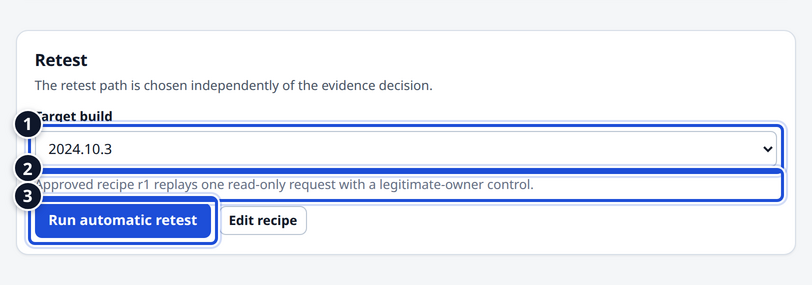 Retest
The retest path is chosen independently of the evidence decision.
Target build
1
2024.10.3
2
Approved recipe r1 replays one read-only request with a legitimate-owner control.
3
Run automatic retest Edit recipe